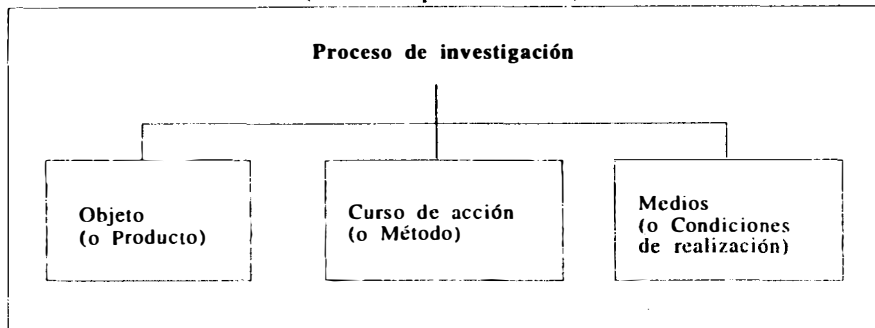 Proceso de investigación
Objeto
(o Producto)
Curso de acción
(o Método)
Medios
(o Condiciones
de realización)